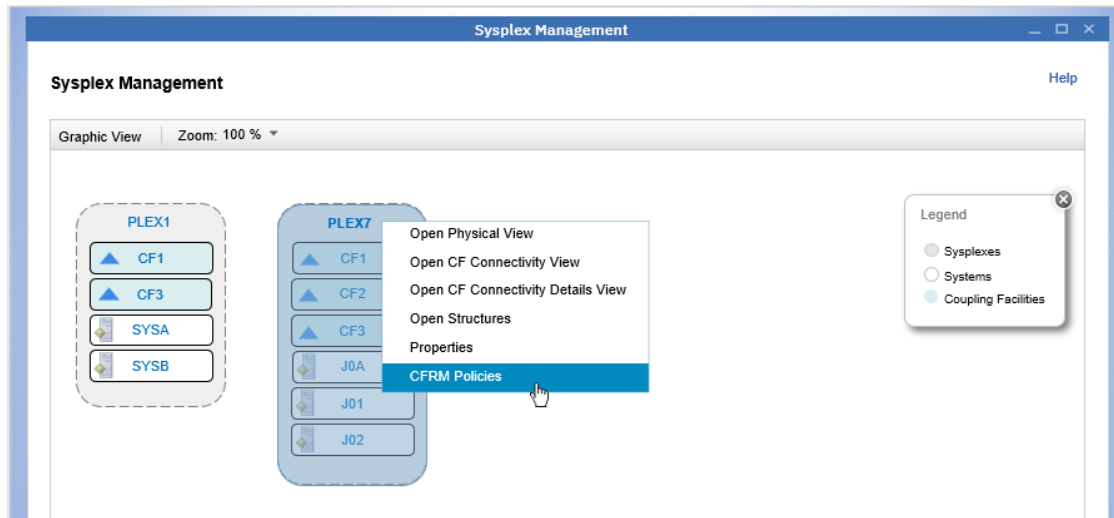 Sysplex Management
Sysplex Management
Help
Graphic View
Zoom: 100 %
PLEX1
CF1
CF3
SYSA
SYSB
PLEX7
CF1
CF2
CF3
J0A
J01
J02
Open Physical View
Open CF Connectivity View
Open CF Connectivity Details View
Open Structures
Properties
CFRM Policies
Legend
Sysplexes
Systems
Coupling Facilities